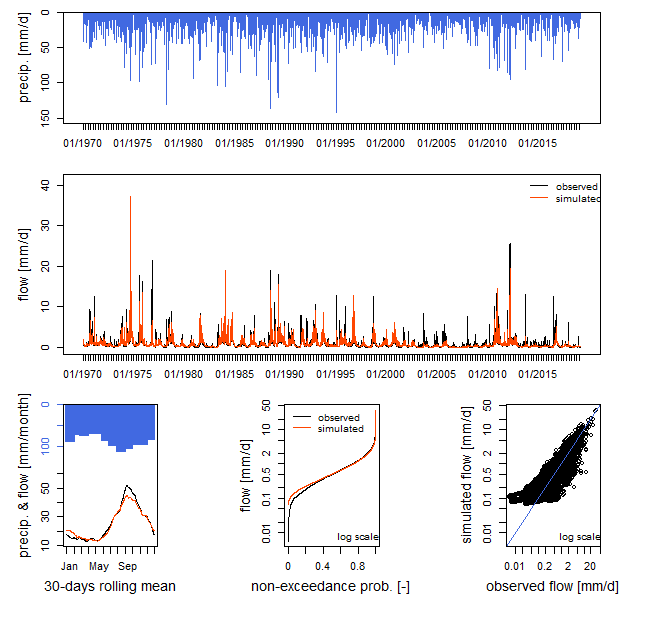 precip. [mm/d]
0
50
100
150
01/1970 01/1975 01/1980 01/1985 01/1990 01/1995 01/2000 01/2005 01/2010 01/2015
flow [mm/d]
40
30
20
10
0
observed
simulated
01/1970 01/1975 01/1980 01/1985 01/1990 01/1995 01/2000 01/2005 01/2010 01/2015
precip. & flow [mm/month]
0
100
50
30
10
Jan May Sep
30-days rolling mean
flow [mm/d]
50
10
2
0.5
0.1
0.01
observed
simulated
log scale
0 0.4 0.8
non-exceedance prob. [-]
simulated flow [mm/d]
50
10
2
0.5
0.1
0.01
log scale
0.01 0.2 2 20
observed flow [mm/d]